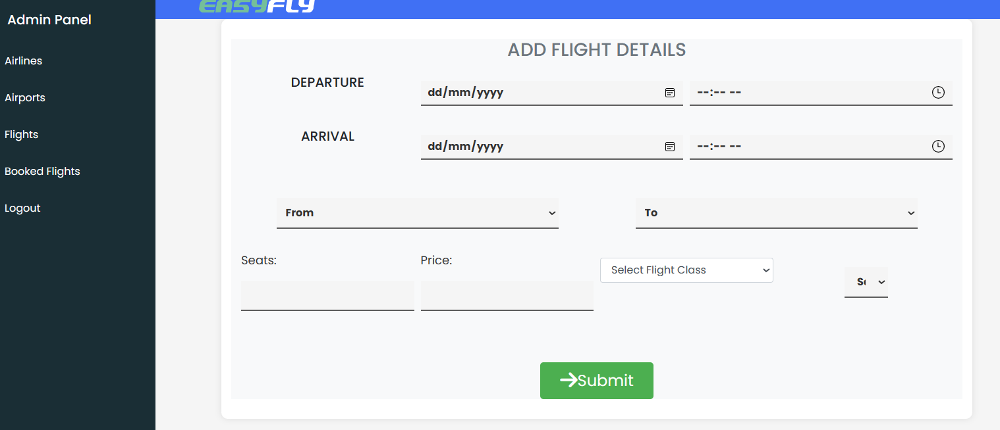 EASYFLY
Admin Panel
Airlines
Airports
Flights
Booked Flights
Logout
ADD FLIGHT DETAILS
DEPARTURE
dd/mm/yyyy
--:-- --
ARRIVAL
dd/mm/yyyy
--:-- --
From
To
Seats:
Price:
Select Flight Class
Submit